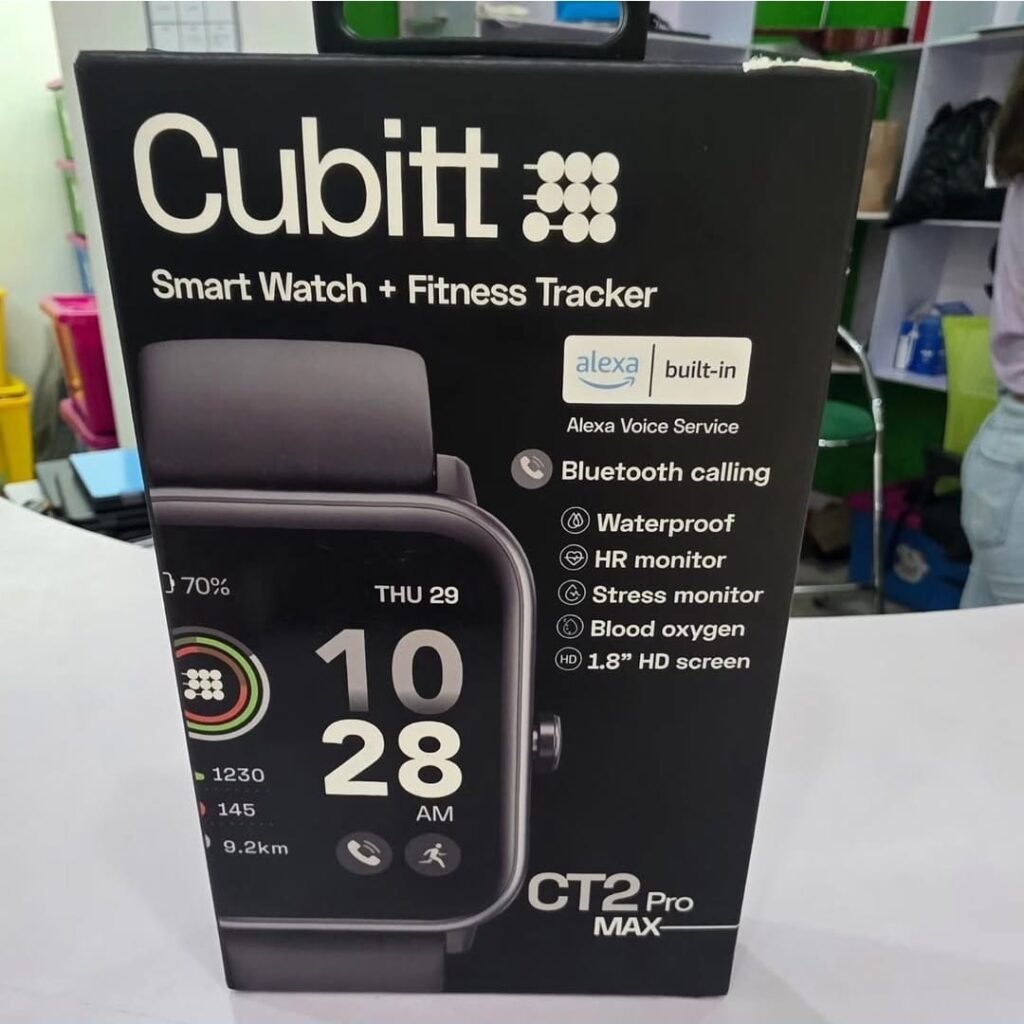 Cubitt
Smart Watch + Fitness Tracker
alexa built-in
Alexa Voice Service
Bluetooth calling
Waterproof
HR monitor
Stress monitor
Blood oxygen
HD 1.8" HD screen
70%
THU 29
10
28
AM
1230
145
9.2km
CT2 Pro
MAX